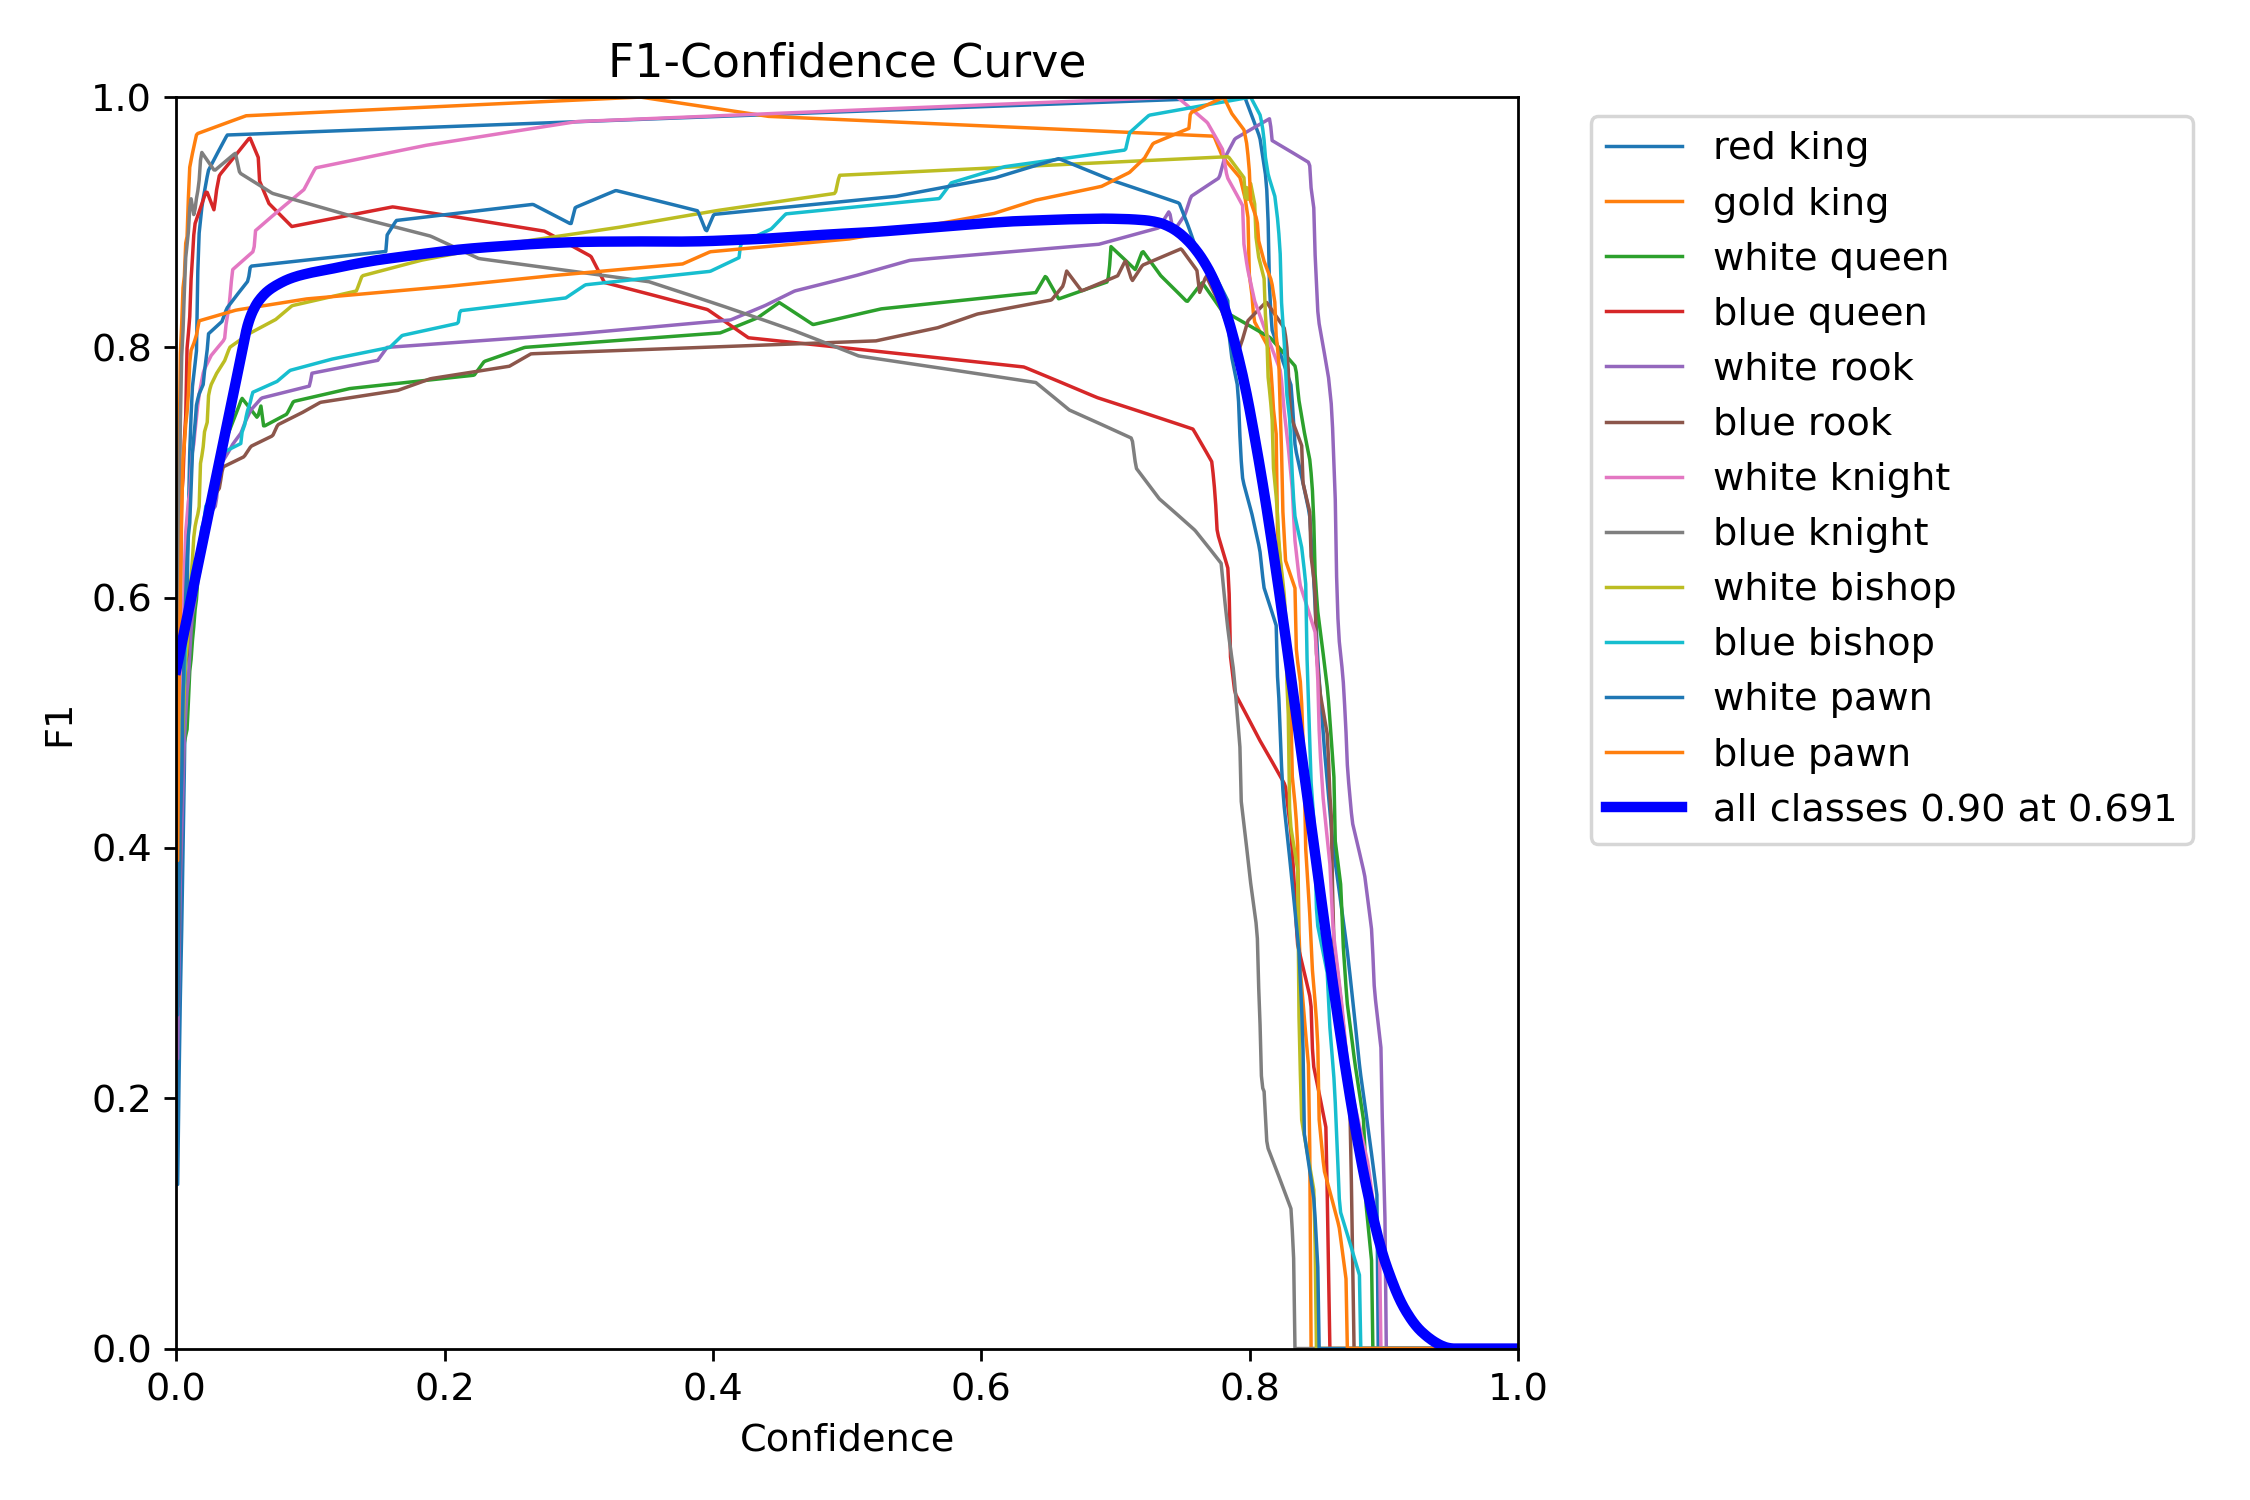 F1-Confidence Curve
1.0
0.8
0.6
0.4
0.2
0.0
F1
0.0 0.2 0.4 0.6 0.8 1.0
Confidence
red king
gold king
white queen
blue queen
white rook
blue rook
white knight
blue knight
white bishop
blue bishop
white pawn
blue pawn
all classes 0.90 at 0.691